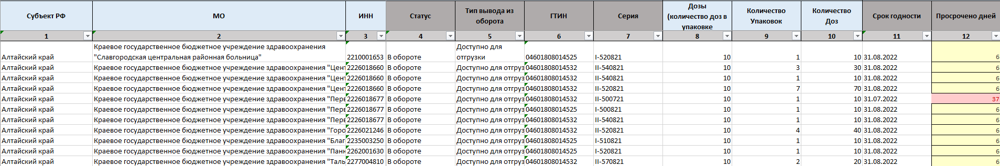 Субъект РФ МО ИНН Статус Тип вывода из оборота ГТИН Серия Дозы (количество доз в упаковке Количество Упаковок Количество Доз Срок годности Просрочено дней
1 2 3 4 5 6 7 8 9 10 11 12
Алтайский край Краевое государственное бюджетное учреждение здравоохранения "Славгородская центральная районная больница" 2210001653 В обороте Доступно для отгрузки 04601808014525 I-520821 10 1 10 31.08.2022 6
Алтайский край Краевое государственное бюджетное учреждение здравоохранения "Цент 2226018660 В обороте Доступно для отгруз 04601808014532 II-540821 10 3 30 31.08.2022 6
Алтайский край Краевое государственное бюджетное учреждение здравоохранения "Цент 2226018660 В обороте Доступно для отгруз 04601808014532 II-540821 10 1 10 31.08.2022 6
Алтайский край Краевое государственное бюджетное учреждение здравоохранения "Цент 2226018660 В обороте Доступно для отгруз 04601808014532 II-520821 10 7 70 31.08.2022 6
Алтайский край Краевое государственное бюджетное учреждение здравоохранения "Перв 2226018677 В обороте Доступно для отгруз 04601808014532 II-500721 10 1 10 31.07.2022 37
Алтайский край Краевое государственное бюджетное учреждение здравоохранения "Перв 2226018677 В обороте Доступно для отгруз 04601808014525 I-500821 10 1 10 31.08.2022 6
Алтайский край Краевое государственное бюджетное учреждение здравоохранения "Перв 2226018677 В обороте Доступно для отгруз 04601808014532 II-540821 10 1 10 31.08.2022 6
Алтайский край Краевое государственное бюджетное учреждение здравоохранения "Горо 2226021246 В обороте Доступно для отгруз 04601808014532 II-520821 10 4 40 31.08.2022 6
Алтайский край Краевое государственное бюджетное учреждение здравоохранения "Благ 2235003250 В обороте Доступно для отгруз 04601808014525 I-510821 10 1 10 31.08.2022 6
Алтайский край Краевое государственное бюджетное учреждение здравоохранения "Панк 2262001630 В обороте Доступно для отгруз 04601808014525 I-520821 10 1 10 31.08.2022 6
Алтайский край Краевое государственное бюджетное учреждение здравоохранения "Таль 2277004810 В обороте Доступно для отгруз 04601808014532 II-570821 10 2 20 31.08.2022 6